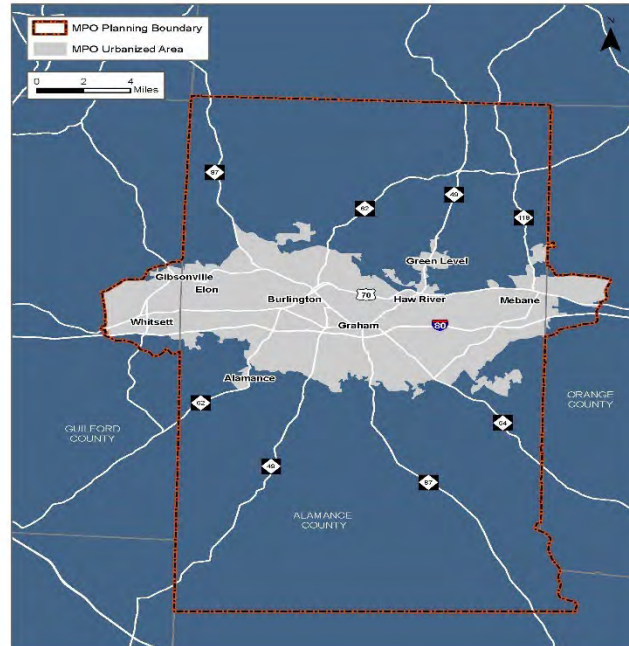 MPO Planning Boundary
MPO Urbanized Area
0 2 4
Miles
87
62
49
119
Green Level
Gibsonville
Elon
70
Burlington
Haw River
Mebane
Whitsett
Graham
Alamance
62
ORANGE
COUNTY
GUILFORD
COUNTY
54
49
87
ALAMANCE
COUNTY